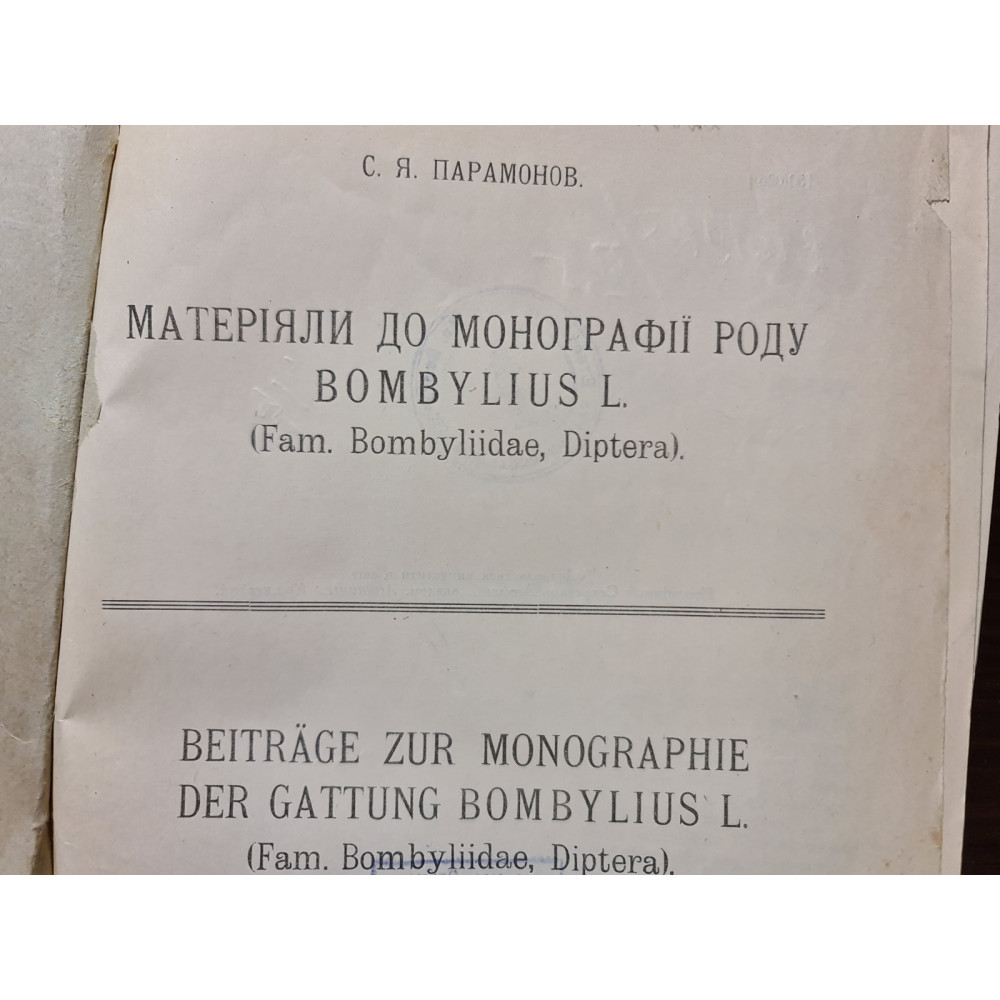 С. Я. ПАРАМОНОВ.
МАТЕРІЯЛИ ДО МОНОГРАФІЇ РОДУ
BOMBYLIUS L.
(Fam. Bombyliidae, Diptera).
BEITRÄGE ZUR MONOGRAPHIE
DER GATTUNG BOMBYLIUS L.
(Fam. Bombyliidae, Diptera).